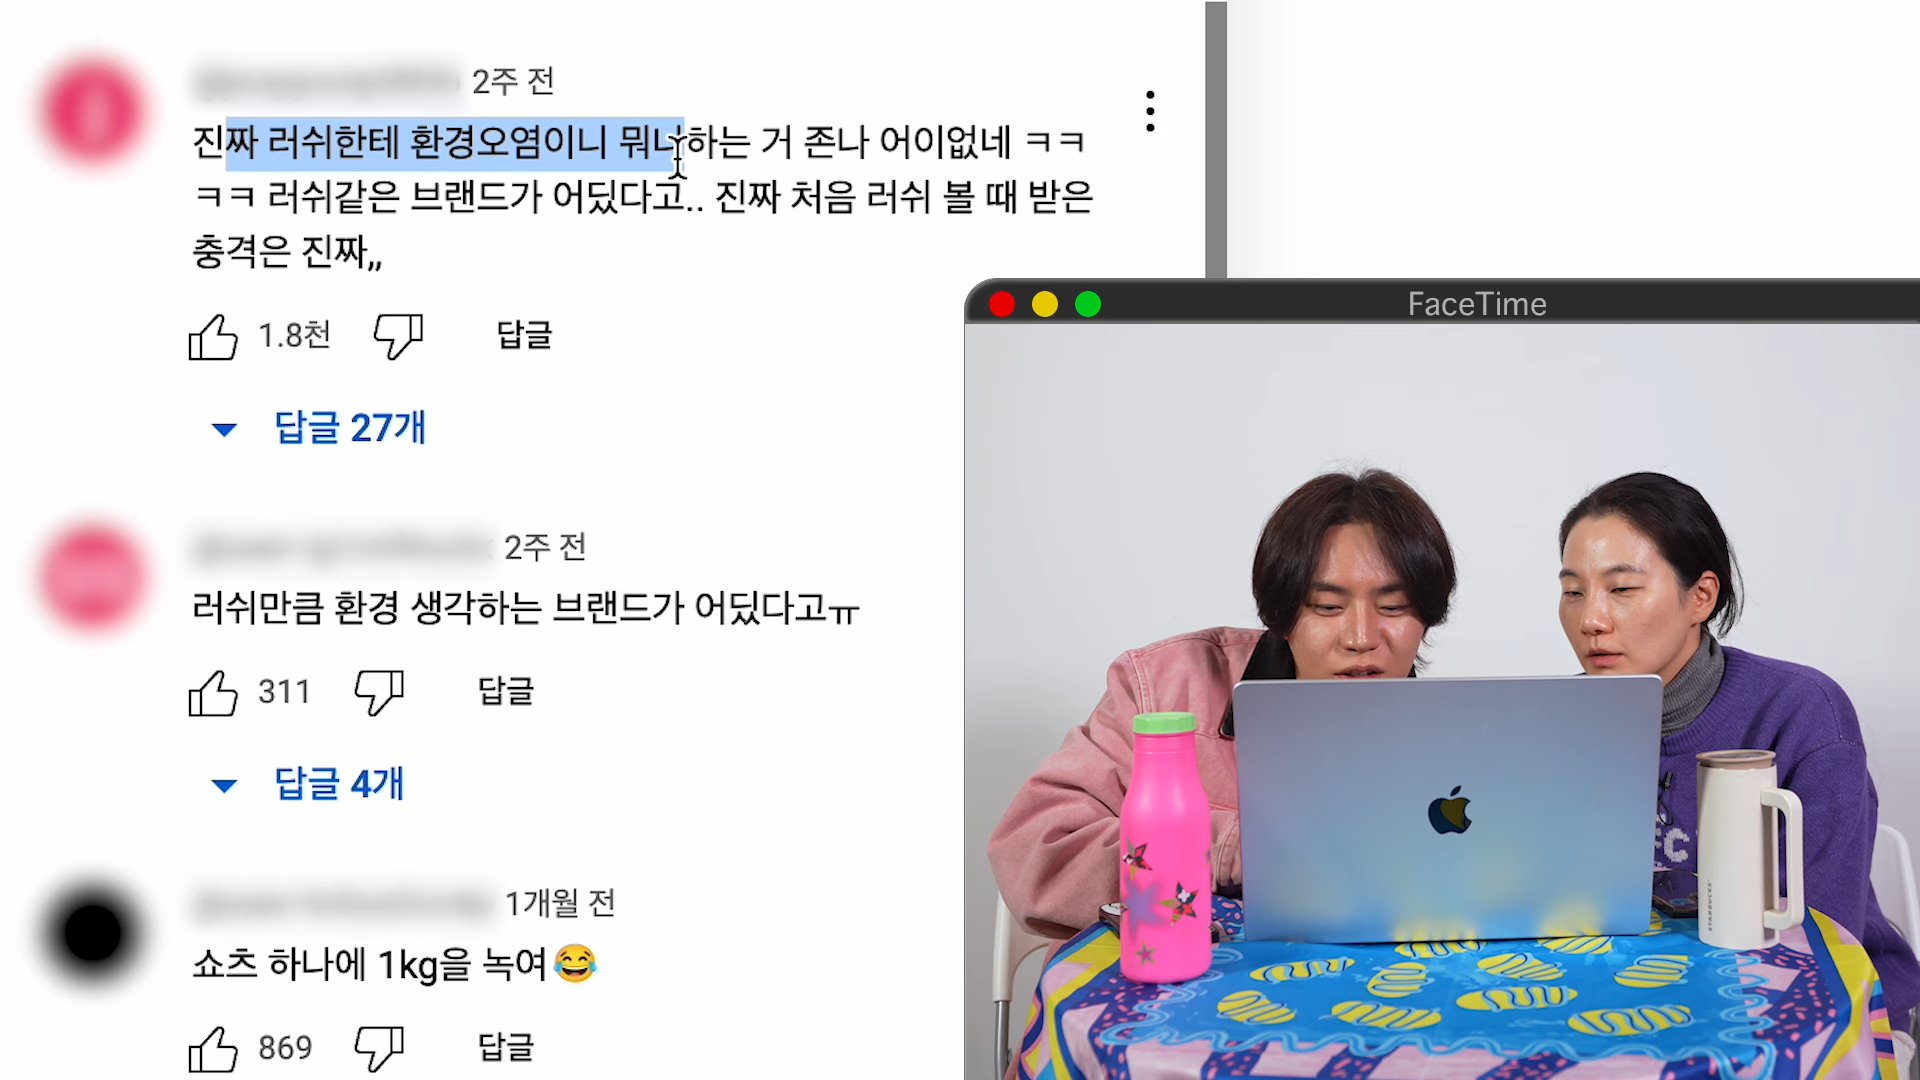 2주 전
진짜 러쉬한테 환경오염이니 뭐니하는 거 존나 어이없네 ㅋㅋ
ㅋㅋ 러쉬같은 브랜드가 어딨다고.. 진짜 처음 러쉬 볼 때 받은
충격은 진짜,,
1.8천 답글
답글 27개
2주 전
러쉬만큼 환경 생각하는 브랜드가 어딨다고ㅠ
311 답글
답글 4개
1개월 전
쇼츠 하나에 1kg을 녹여😂
869 답글
FaceTime
STARBUCKS